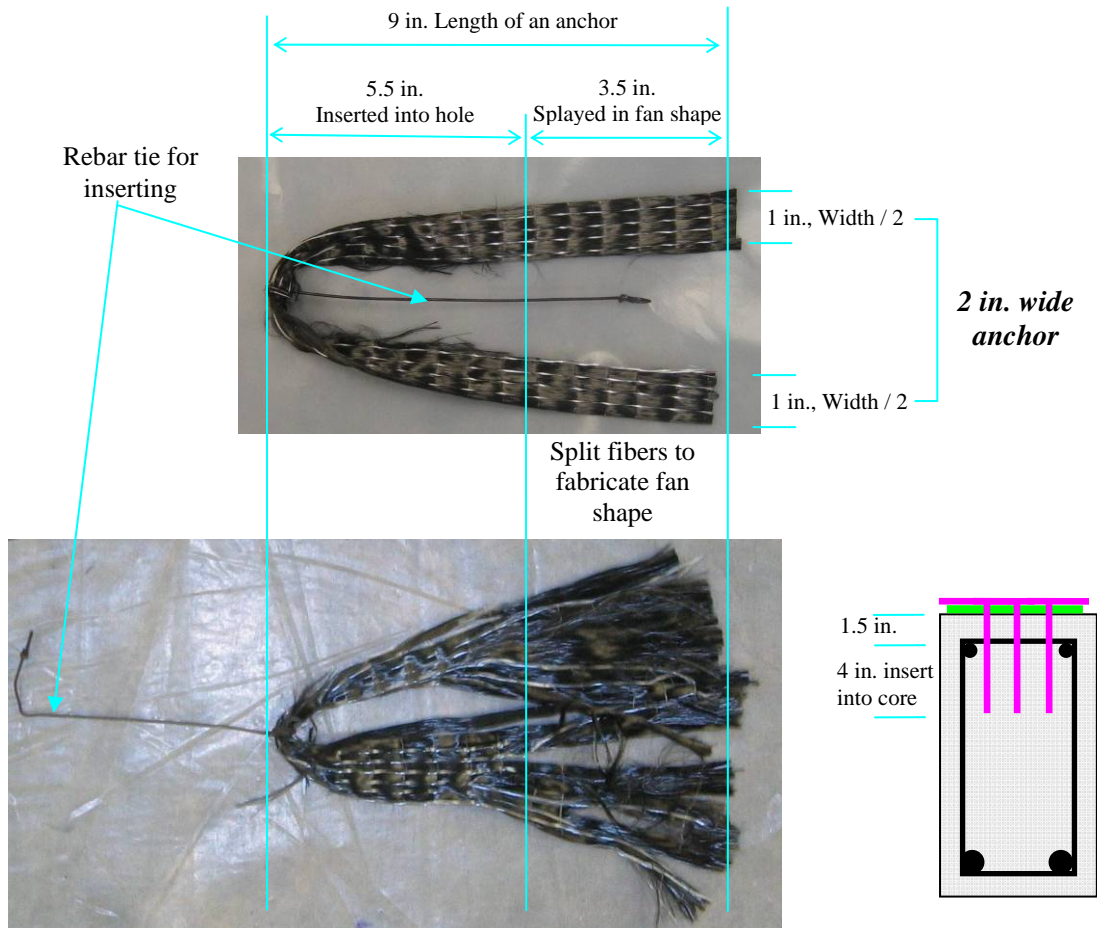 9 in. Length of an anchor
5.5 in.
Inserted into hole
3.5 in.
Splayed in fan shape
Rebar tie for
inserting
1 in., Width / 2
2 in. wide
anchor
1 in., Width / 2
Split fibers to
fabricate fan
shape
1.5 in.
4 in. insert
into core